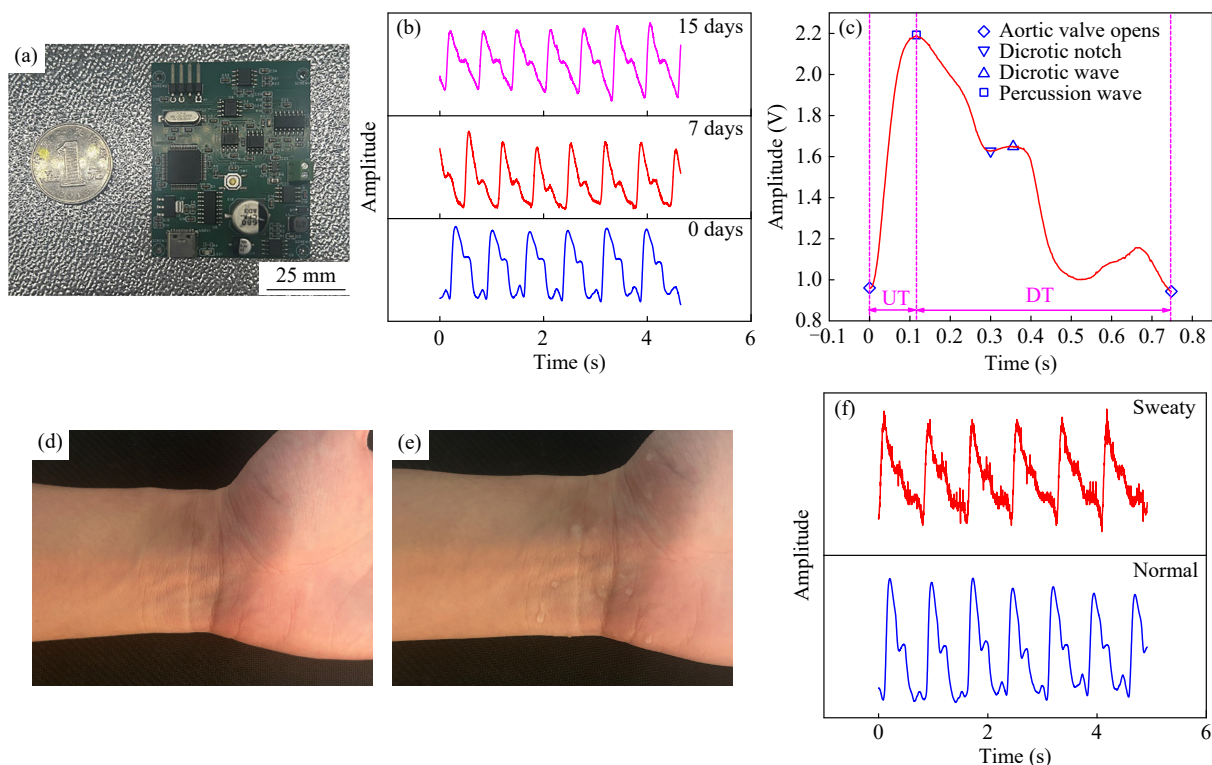 (a)
1
25 mm
(b)
15 days
7 days
0 days
Amplitude
0
2
4
6
Time (s)
(c)
Aortic valve opens
Dicrotic notch
Dicrotic wave
Percussion wave
Amplitude (V)
2.2
2.0
1.8
1.6
1.4
1.2
1.0
0.8
UT
DT
−0.1
0
0.1
0.2
0.3
0.4
0.5
0.6
0.7
0.8
Time (s)
(d)
(e)
(f)
Sweaty
Normal
Amplitude
0
2
4
6
Time (s)